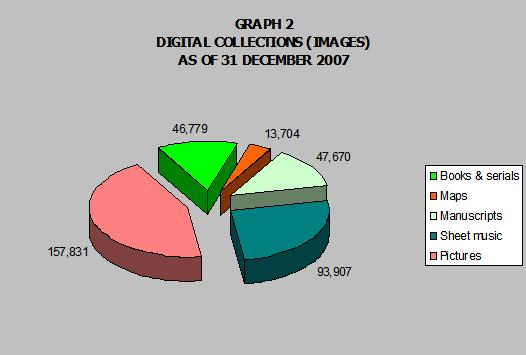 GRAPH 2
DIGITAL COLLECTIONS (IMAGES)
AS OF 31 DECEMBER 2007
46,779
13,704
47,670
157,831
93,907
Books & serials
Maps
Manuscripts
Sheet music
Pictures